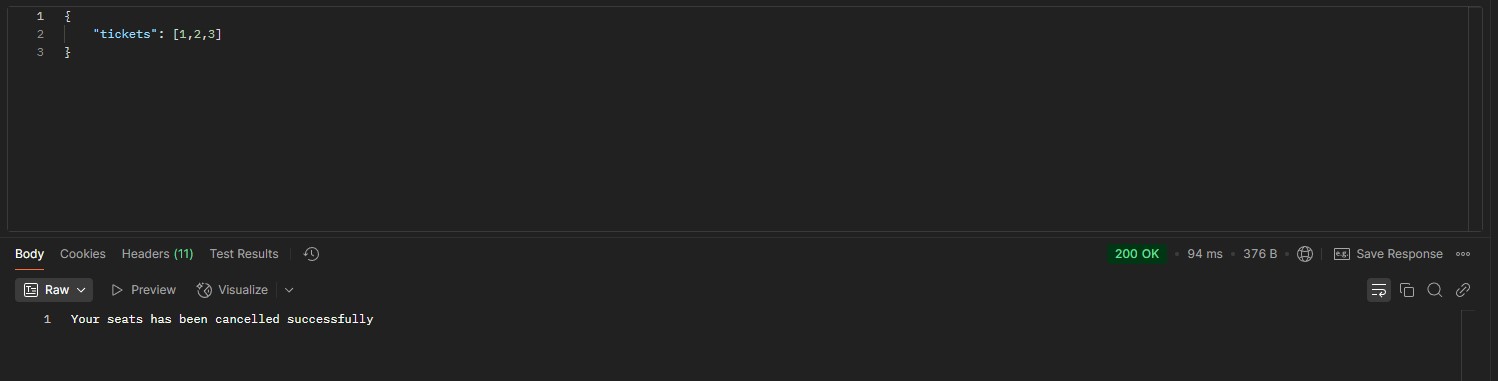 1 {
2 "tickets": [1,2,3]
3 }
Body Cookies Headers (11) Test Results 200 OK • 94 ms • 376 B • e.g. Save Response
Raw Preview Visualize
1 Your seats has been cancelled successfully